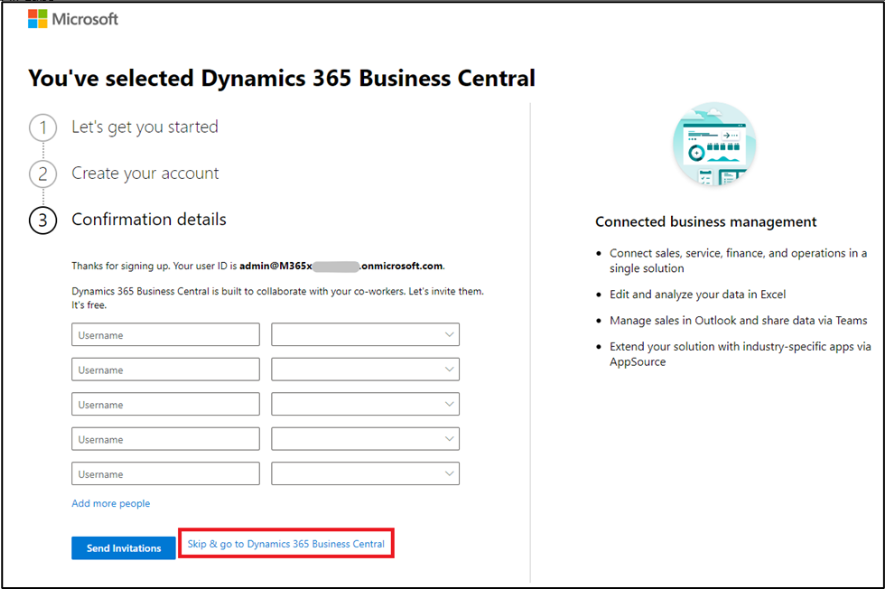 Microsoft
You've selected Dynamics 365 Business Central
1 Let's get you started
2 Create your account
3 Confirmation details
Thanks for signing up. Your user ID is admin@M365x .onmicrosoft.com.
Dynamics 365 Business Central is built to collaborate with your co-workers. Let's invite them.
It's free.
Username
Username
Username
Username
Username
Add more people
Send Invitations
Skip & go to Dynamics 365 Business Central
Connected business management
• Connect sales, service, finance, and operations in a
single solution
• Edit and analyze your data in Excel
• Manage sales in Outlook and share data via Teams
• Extend your solution with industry-specific apps via
AppSource